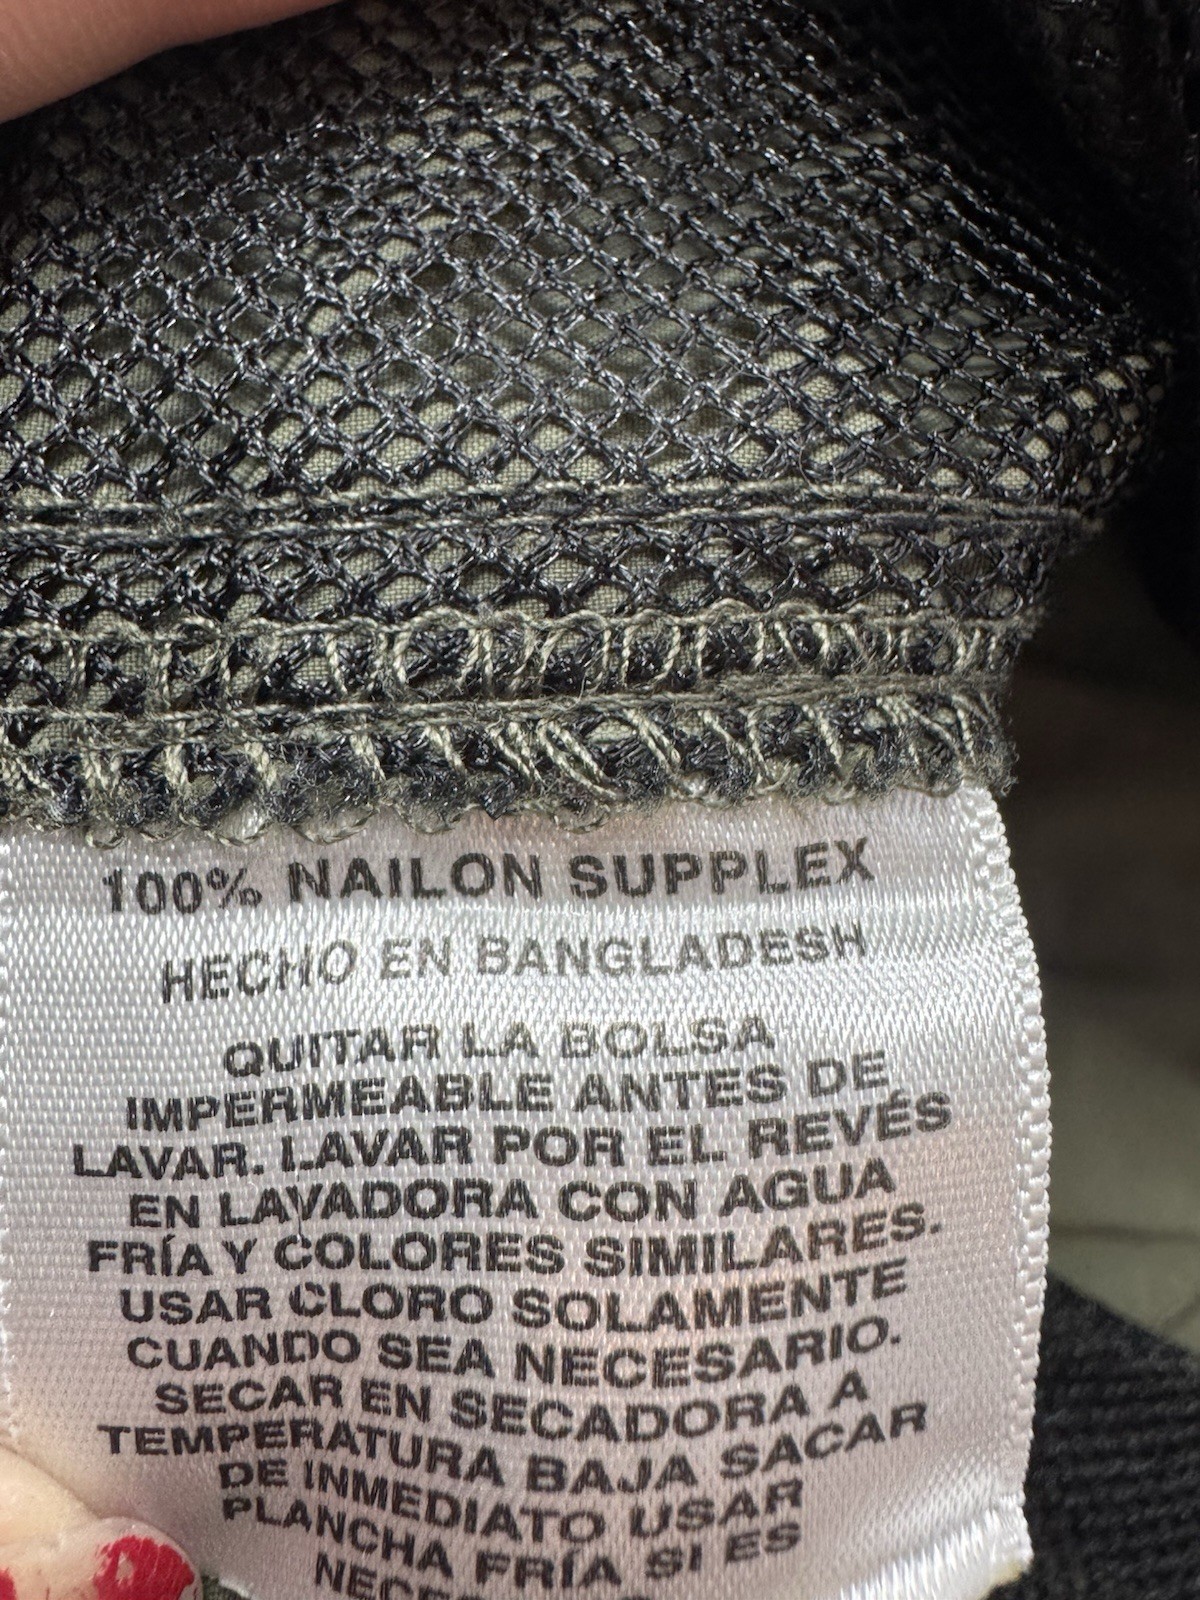 100% NAILON SUPPLEX
HECHO EN BANGLADESH
QUITAR LA BOLSA
IMPERMEABLE ANTES DE
LAVAR. LAVAR POR EL REVÉS
EN LAVADORA CON AGUA
FRÍA Y COLORES SIMILARES.
USAR CLORO SOLAMENTE
CUANDO SEA NECESARIO.
SECAR EN SECADORA A
TEMPERATURA BAJA SACAR
DE INMEDIATO USAR
PLANCHA FRÍA SI ES